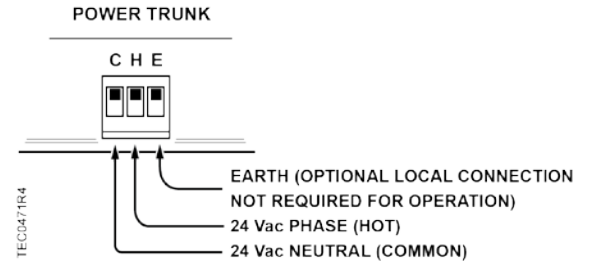 POWER TRUNK
C H E
EARTH (OPTIONAL LOCAL CONNECTION
NOT REQUIRED FOR OPERATION)
24 Vac PHASE (HOT)
24 Vac NEUTRAL (COMMON)
TEC0471R4